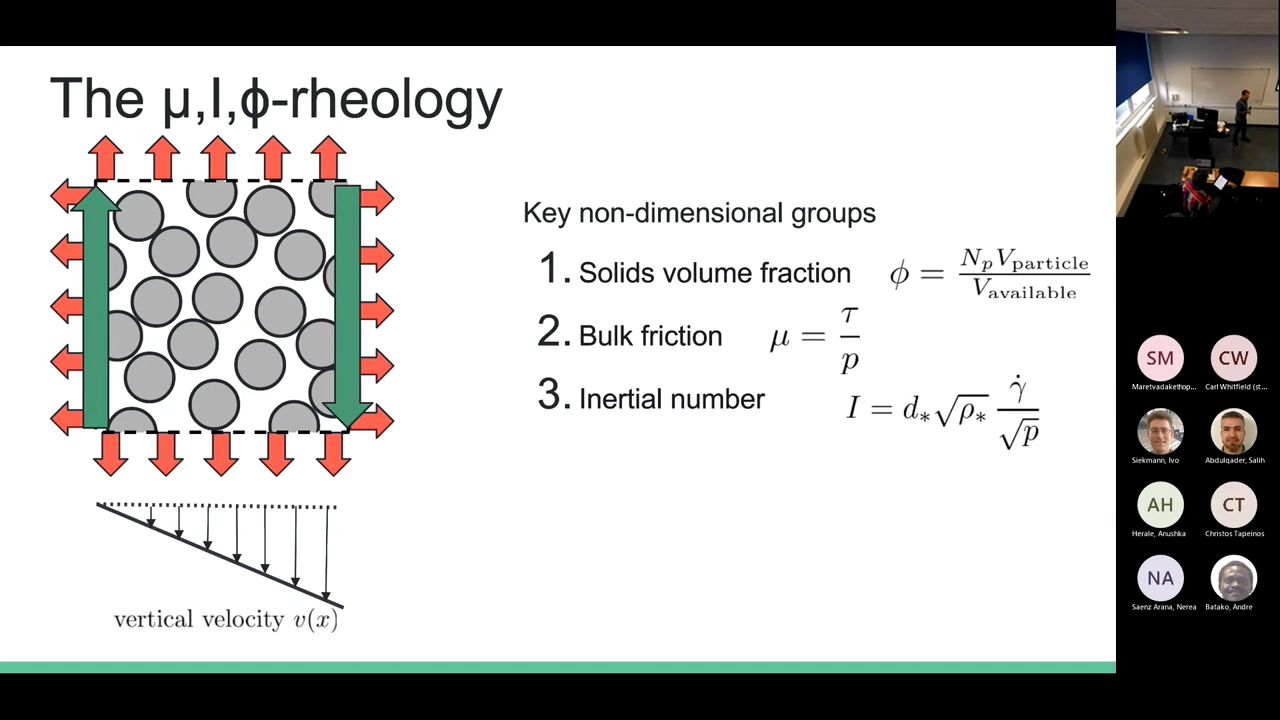 The μ,I,ϕ-rheology
Key non-dimensional groups
1. Solids volume fraction ϕ = N_p V_particle / V_available
2. Bulk friction μ = τ / p
3. Inertial number I = d_* √ρ_* γ̇ / √p
vertical velocity v(x)
SM
CW
Maretvadakethop...
Carl Whitfield (st...
Siekmann, Ivo
Abdulqader, Salih
AH
CT
Herale, Anushka
Christos Tapeinos
NA
Saenz Arana, Nerea
Batako, Andre